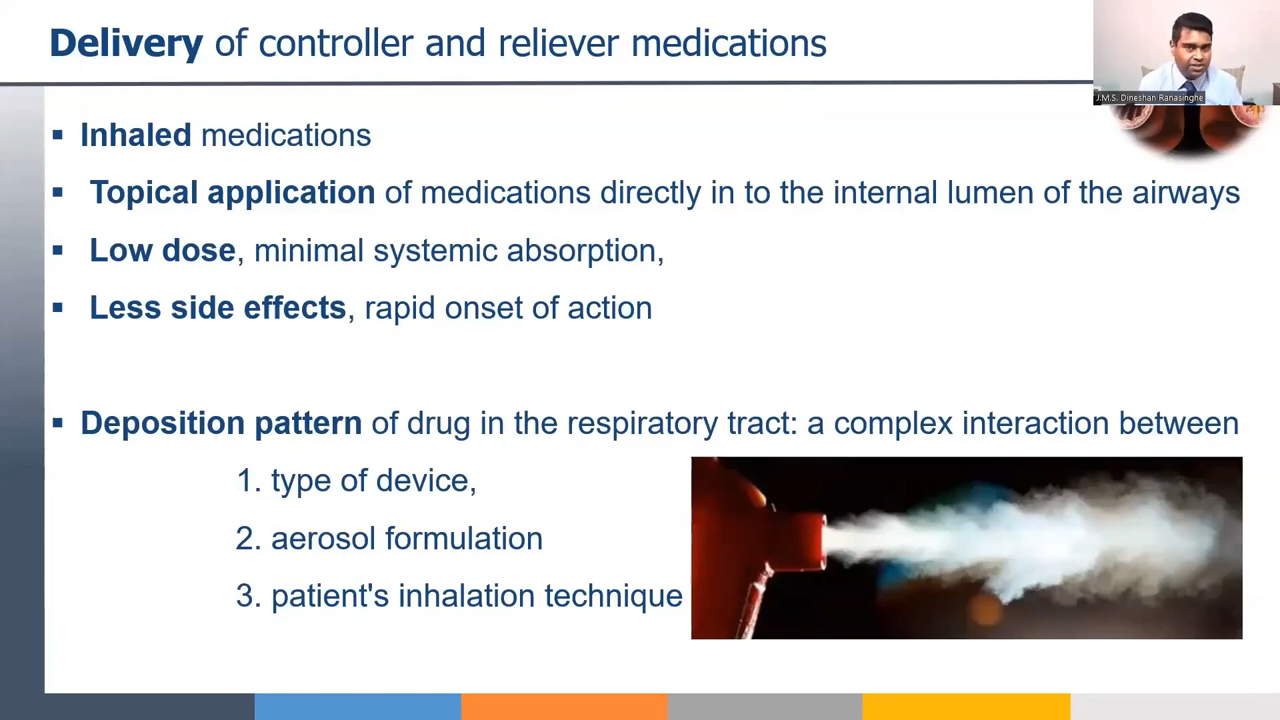 Delivery of controller and reliever medications
J.M.S. Dineshan Ranasinghe
▪ Inhaled medications
▪ Topical application of medications directly in to the internal lumen of the airways
▪ Low dose, minimal systemic absorption,
▪ Less side effects, rapid onset of action
▪ Deposition pattern of drug in the respiratory tract: a complex interaction between
1. type of device,
2. aerosol formulation
3. patient's inhalation technique